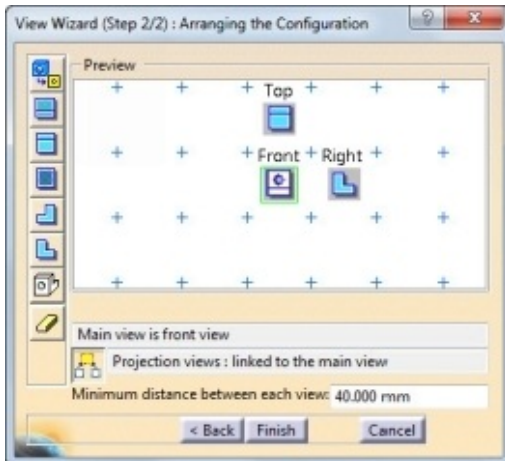 View Wizard (Step 2/2) : Arranging the Configuration
Preview
Top
Front Right
Main view is front view
Projection views : linked to the main view
Minimum distance between each view: 40.000 mm
< Back Finish Cancel